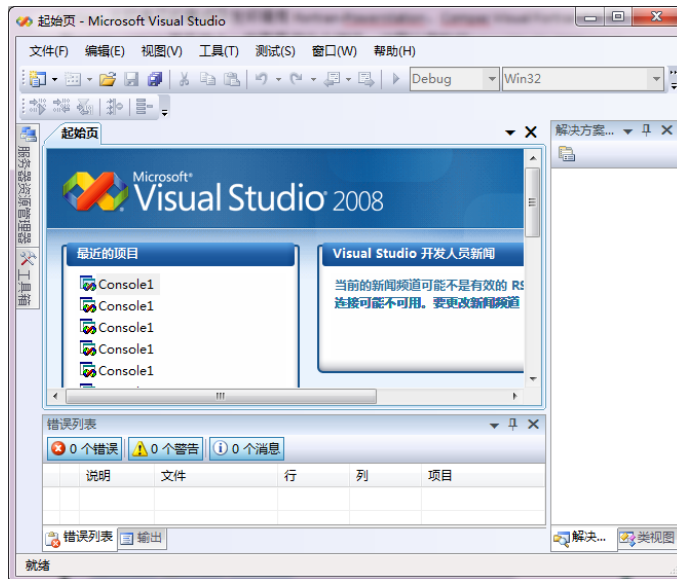 起始页 - Microsoft Visual Studio
文件(F) 编辑(E) 视图(V) 工具(T) 测试(S) 窗口(W) 帮助(H)
Debug Win32
起始页
解决方案...
服务器资源管理器
工具箱
Microsoft®
Visual Studio® 2008
最近的项目
Visual Studio 开发人员新闻
Console1
Console1
Console1
Console1
Console1
当前的新闻频道可能不是有效的 RS
连接可能不可用。要更改新闻频道
错误列表
0 个错误 0 个警告 0 个消息
说明 文件 行 列 项目
错误列表 输出
解决... 类视图
就绪